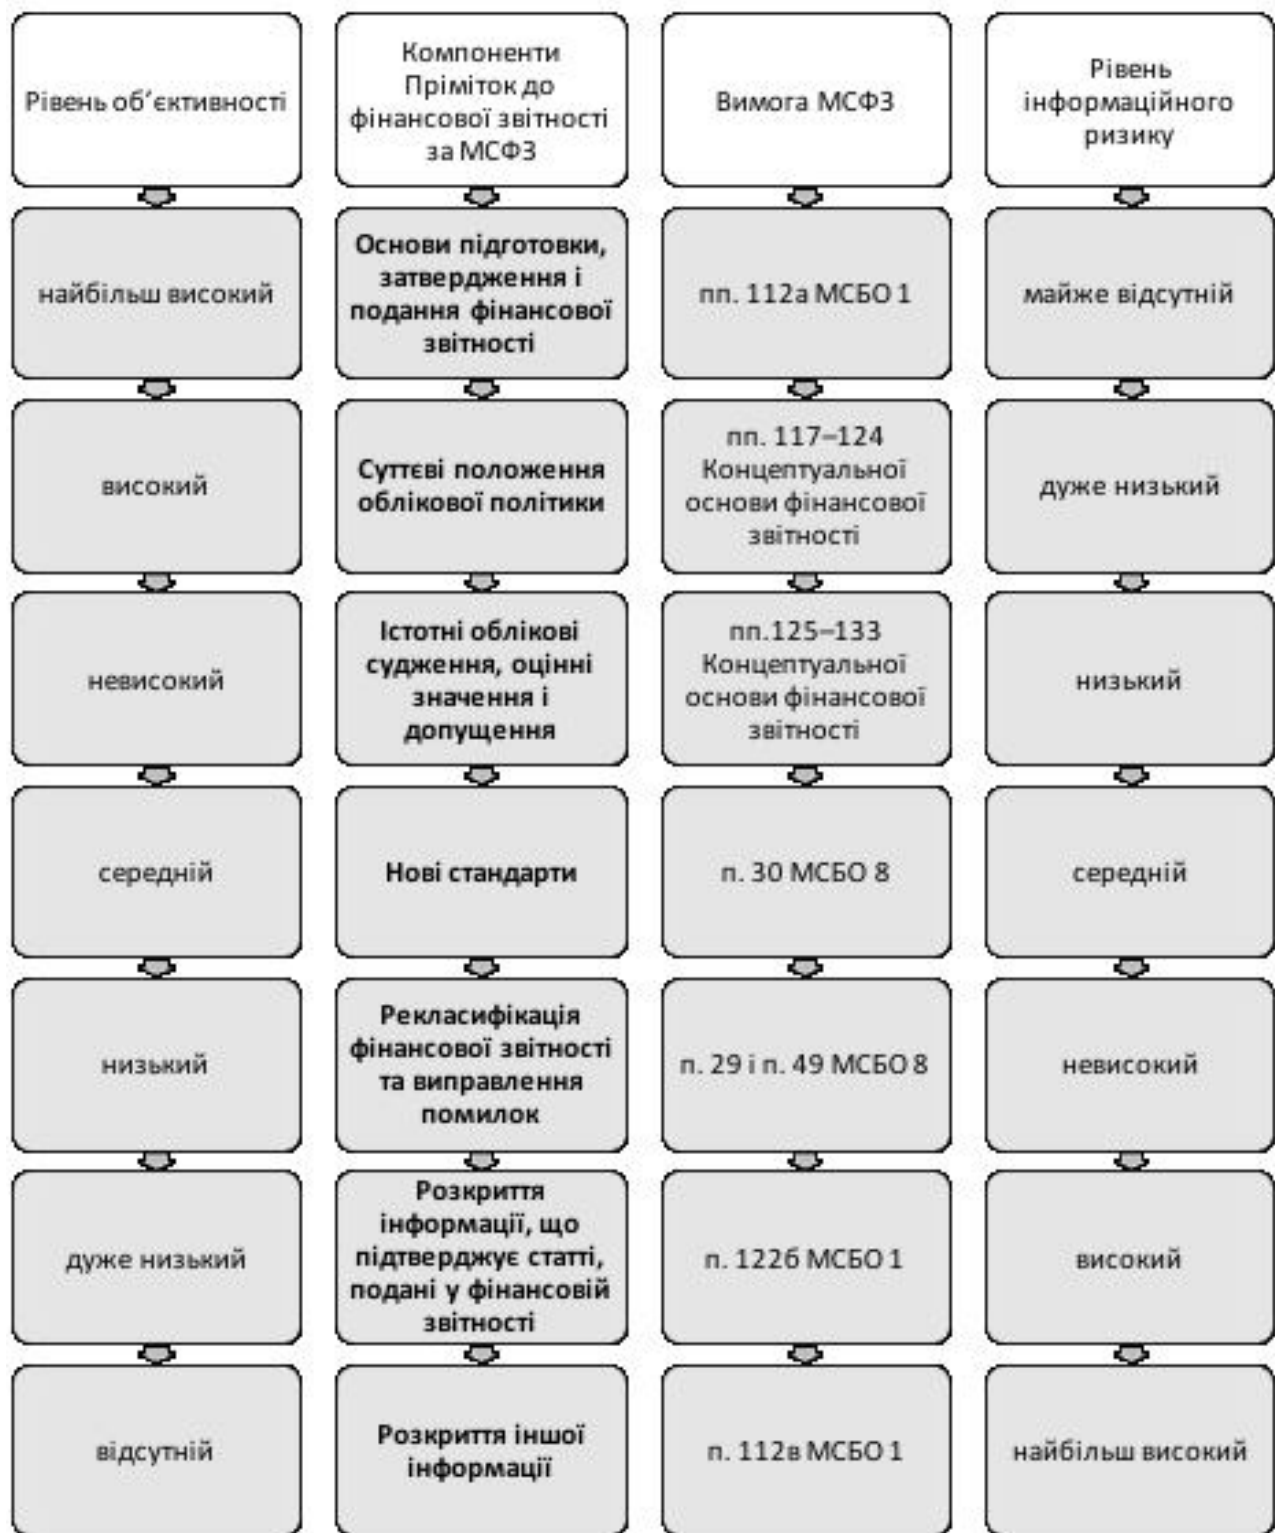 Рівень об’єктивності
Компоненти
Пріміток до
фінансової звітності
за МСФЗ
Вимога МСФЗ
Рівень
інформаційного
ризику
найбільш високий
Основи підготовки,
затвердження і
подання фінансової
звітності
пп. 112а МСБО 1
майже відсутній
високий
Суттєві положення
облікової політики
пп. 117–124
Концептуальної
основи фінансової
звітності
дуже низький
невисокий
Істотні облікові
судження, оцінні
значення і
допущення
пп.125–133
Концептуальної
основи фінансової
звітності
низький
середній
Нові стандарти
п. 30 МСБО 8
середній
низький
Рекласифікація
фінансової звітності
та виправлення
помилок
п. 29 і п. 49 МСБО 8
невисокий
дуже низький
Розкриття
інформації, що
підтверджує статті,
подані у фінансовій
звітності
п. 122б МСБО 1
високий
відсутній
Розкриття іншої
інформації
п. 112в МСБО 1
найбільш високий